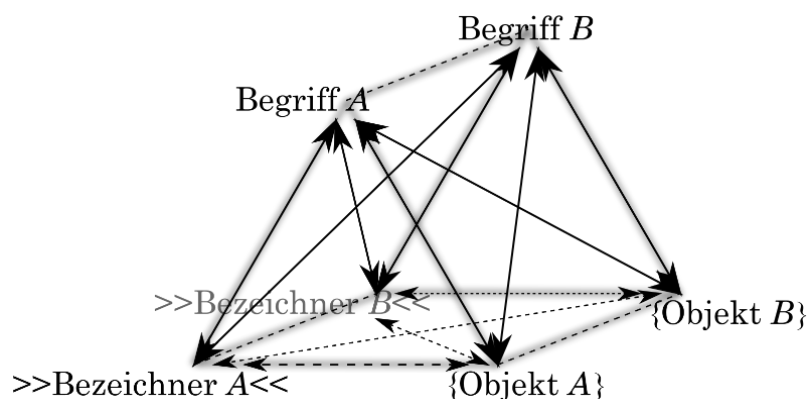 Begriff B
Begriff A
>>Bezeichner B<<
{Objekt B}
>>Bezeichner A<<
{Objekt A}